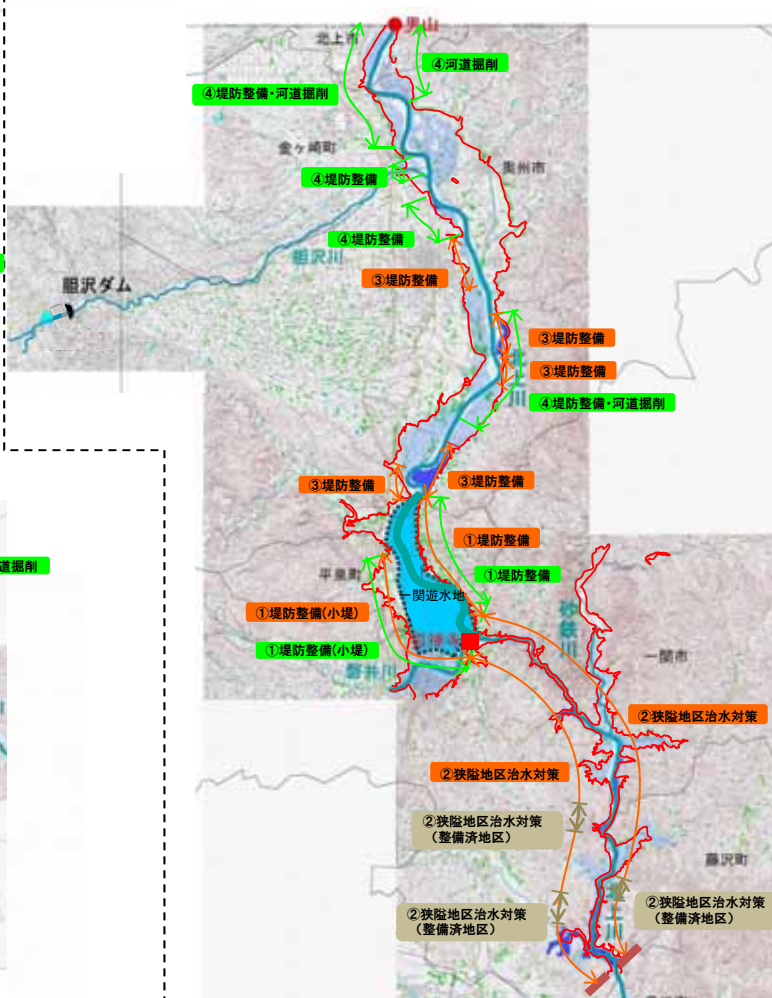 男山
北上市
④河道掘削
④堤防整備・河道掘削
金ヶ崎町
奥州市
④堤防整備
④堤防整備
胆沢川
胆沢ダム
③堤防整備
③堤防整備
③堤防整備
川
④堤防整備・河道掘削
③堤防整備
③堤防整備
①堤防整備
道掘削
平泉町
①堤防整備
一関遊水地
①堤防整備(小堤)
砂鉄川
①堤防整備(小堤)
磐井川
一関市
②狭隘地区治水対策
②狭隘地区治水対策
②狭隘地区治水対策
(整備済地区)
藤沢町
②狭隘地区治水対策
(整備済地区)
②狭隘地区治水対策
(整備済地区)
上川